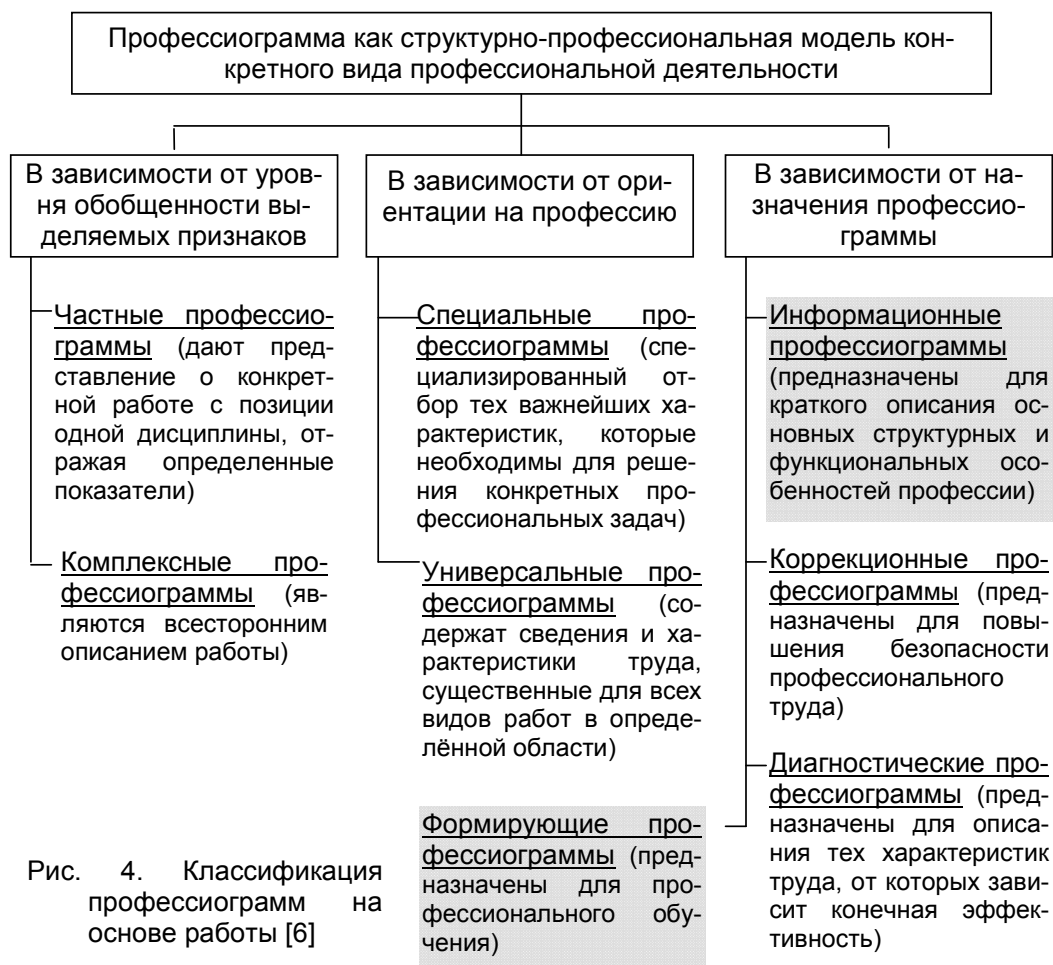 Профессиограмма как структурно-профессиональная модель кон-
кретного вида профессиональной деятельности
В зависимости от уров-
ня обобщенности вы-
деляемых признаков
Частные профессио-
граммы (дают пред-
ставление о конкрет-
ной работе с позиции
одной дисциплины, от-
ражая определенные
показатели)
Комплексные про-
фессиограммы (яв-
ляются всесторонним
описанием работы)
В зависимости от ори-
ентации на профессию
Специальные про-
фессиограммы (спе-
циализированный от-
бор тех важнейших ха-
рактеристик, которые
необходимы для реше-
ния конкретных про-
фессиональных задач)
Универсальные про-
фессиограммы (со-
держат сведения и ха-
рактеристики труда,
существенные для всех
видов работ в опреде-
лённой области)
В зависимости от на-
значения профессио-
граммы
Информационные
профессиограммы
(предназначены для
краткого описания ос-
новных структурных и
функциональных осо-
бенностей профессии)
Коррекционные про-
фессиограммы (пред-
назначены для повы-
шения безопасности
профессионального
труда)
Диагностические про-
фессиограммы (пред-
назначены для описа-
ния тех характеристик
труда, от которых зави-
сит конечная эффек-
тивность)
Формирующие про-
фессиограммы (пред-
назначены для про-
фессионального обу-
чения)
Рис. 4. Классификация
профессиограмм на
основе работы [6]